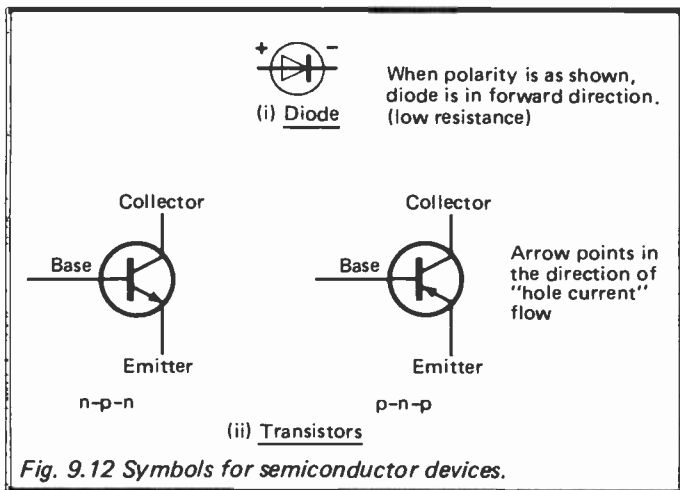 + -
(i) Diode
When polarity is as shown,
diode is in forward direction.
(low resistance)
Collector
Base
Emitter
n-p-n
Collector
Base
Emitter
p-n-p
Arrow points in
the direction of
"hole current"
flow
(ii) Transistors
Fig. 9.12 Symbols for semiconductor devices.